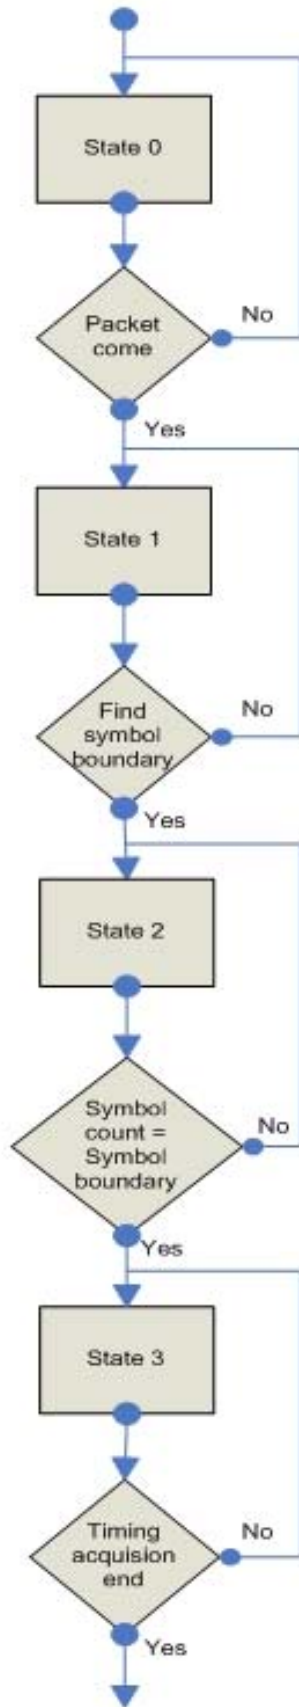 State 0
Packet
come
No
Yes
State 1
Find
symbol
boundary
No
Yes
State 2
Symbol
count =
Symbol
boundary
No
Yes
State 3
Timing
acquision
end
No
Yes